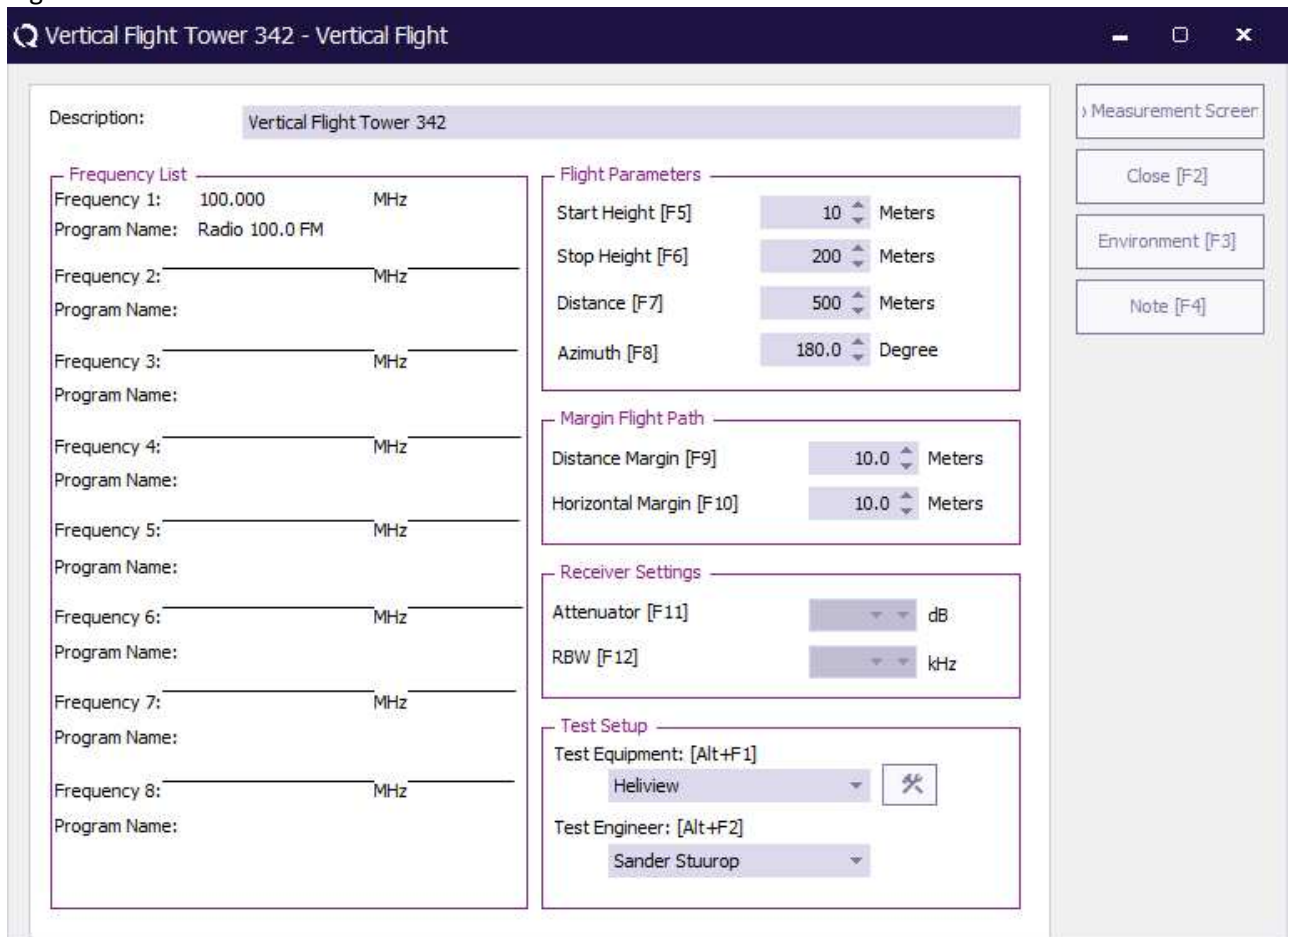 Vertical Flight Tower 342 - Vertical Flight
Description: Vertical Flight Tower 342
Frequency List
Frequency 1: 100.000 MHz
Program Name: Radio 100.0 FM
Frequency 2: MHz
Program Name:
Frequency 3: MHz
Program Name:
Frequency 4: MHz
Program Name:
Frequency 5: MHz
Program Name:
Frequency 6: MHz
Program Name:
Frequency 7: MHz
Program Name:
Frequency 8: MHz
Program Name:
Flight Parameters
Start Height [F5] 10 Meters
Stop Height [F6] 200 Meters
Distance [F7] 500 Meters
Azimuth [F8] 180.0 Degree
Margin Flight Path
Distance Margin [F9] 10.0 Meters
Horizontal Margin [F10] 10.0 Meters
Receiver Settings
Attenuator [F11] dB
RBW [F12] kHz
Test Setup
Test Equipment: [Alt+F1]
Heliview
Test Engineer: [Alt+F2]
Sander Stuurop
Measurement Screen
Close [F2]
Environment [F3]
Note [F4]